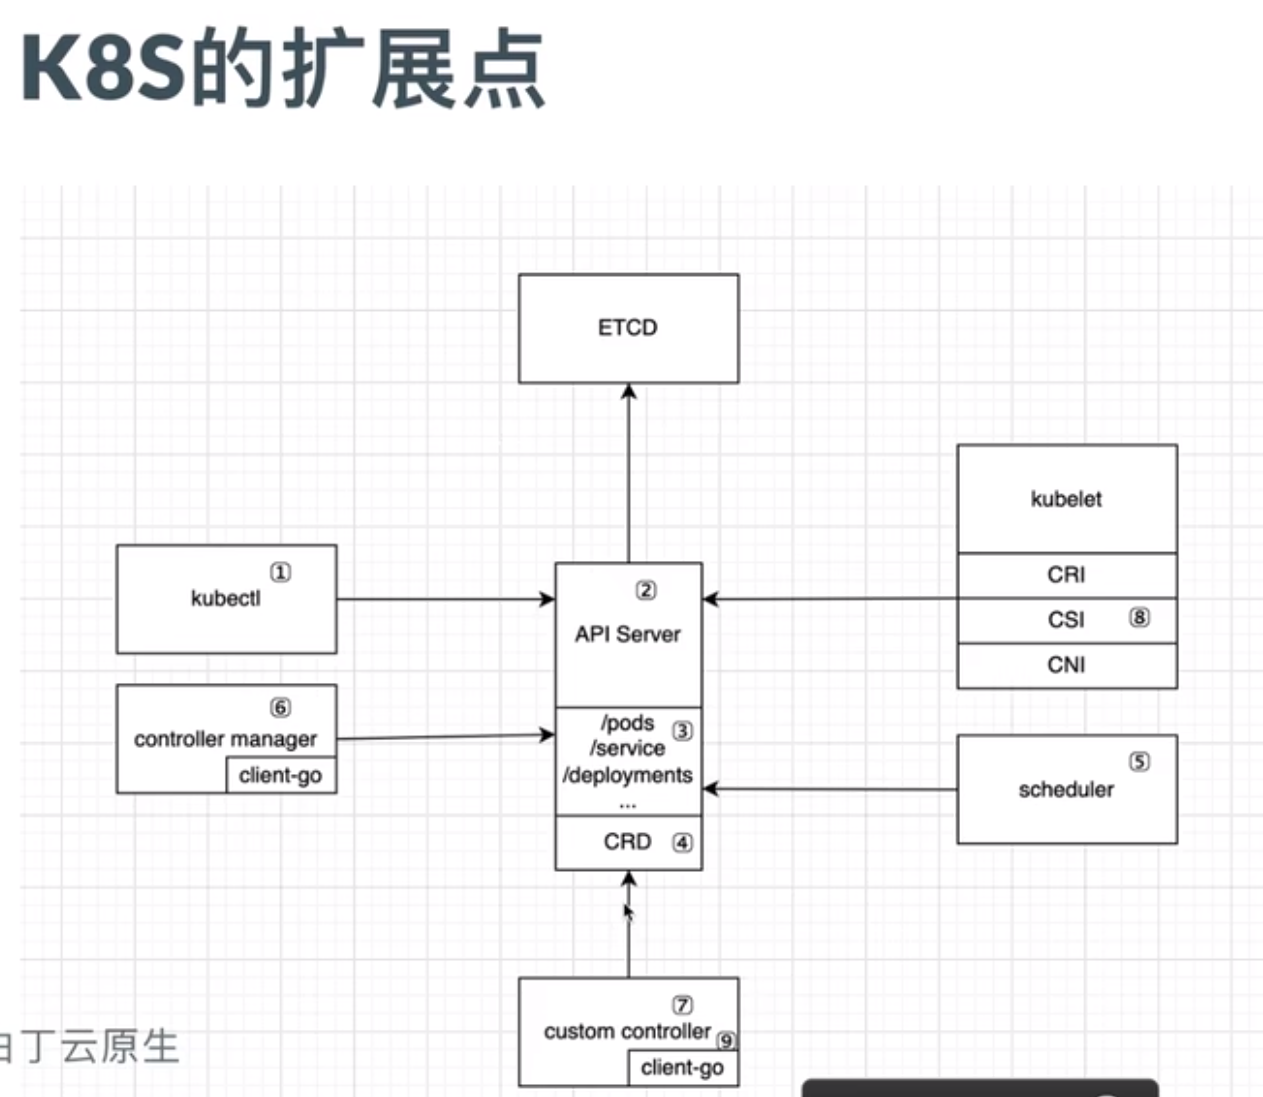 K8S的扩展点
ETCD
kubelet
CRI
CSI ⑧
CNI
①
kubectl
②
API Server
⑥
controller manager
client-go
/pods ③
/service
/deployments
...
CRD ④
⑤
scheduler
⑦
custom controller ⑨
client-go
丁云原生